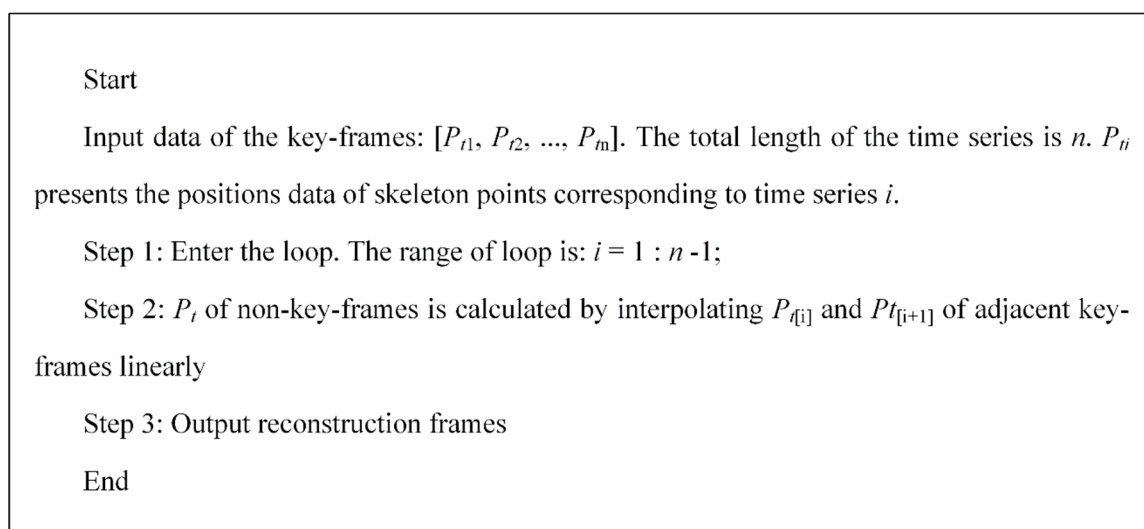 Start
Input data of the key-frames: [Pt1, Pt2, ..., Ptn]. The total length of the time series is n. Pti
presents the positions data of skeleton points corresponding to time series i.
Step 1: Enter the loop. The range of loop is: i = 1 : n -1;
Step 2: Pt of non-key-frames is calculated by interpolating Pt[i] and Pt[i+1] of adjacent key-
frames linearly
Step 3: Output reconstruction frames
End